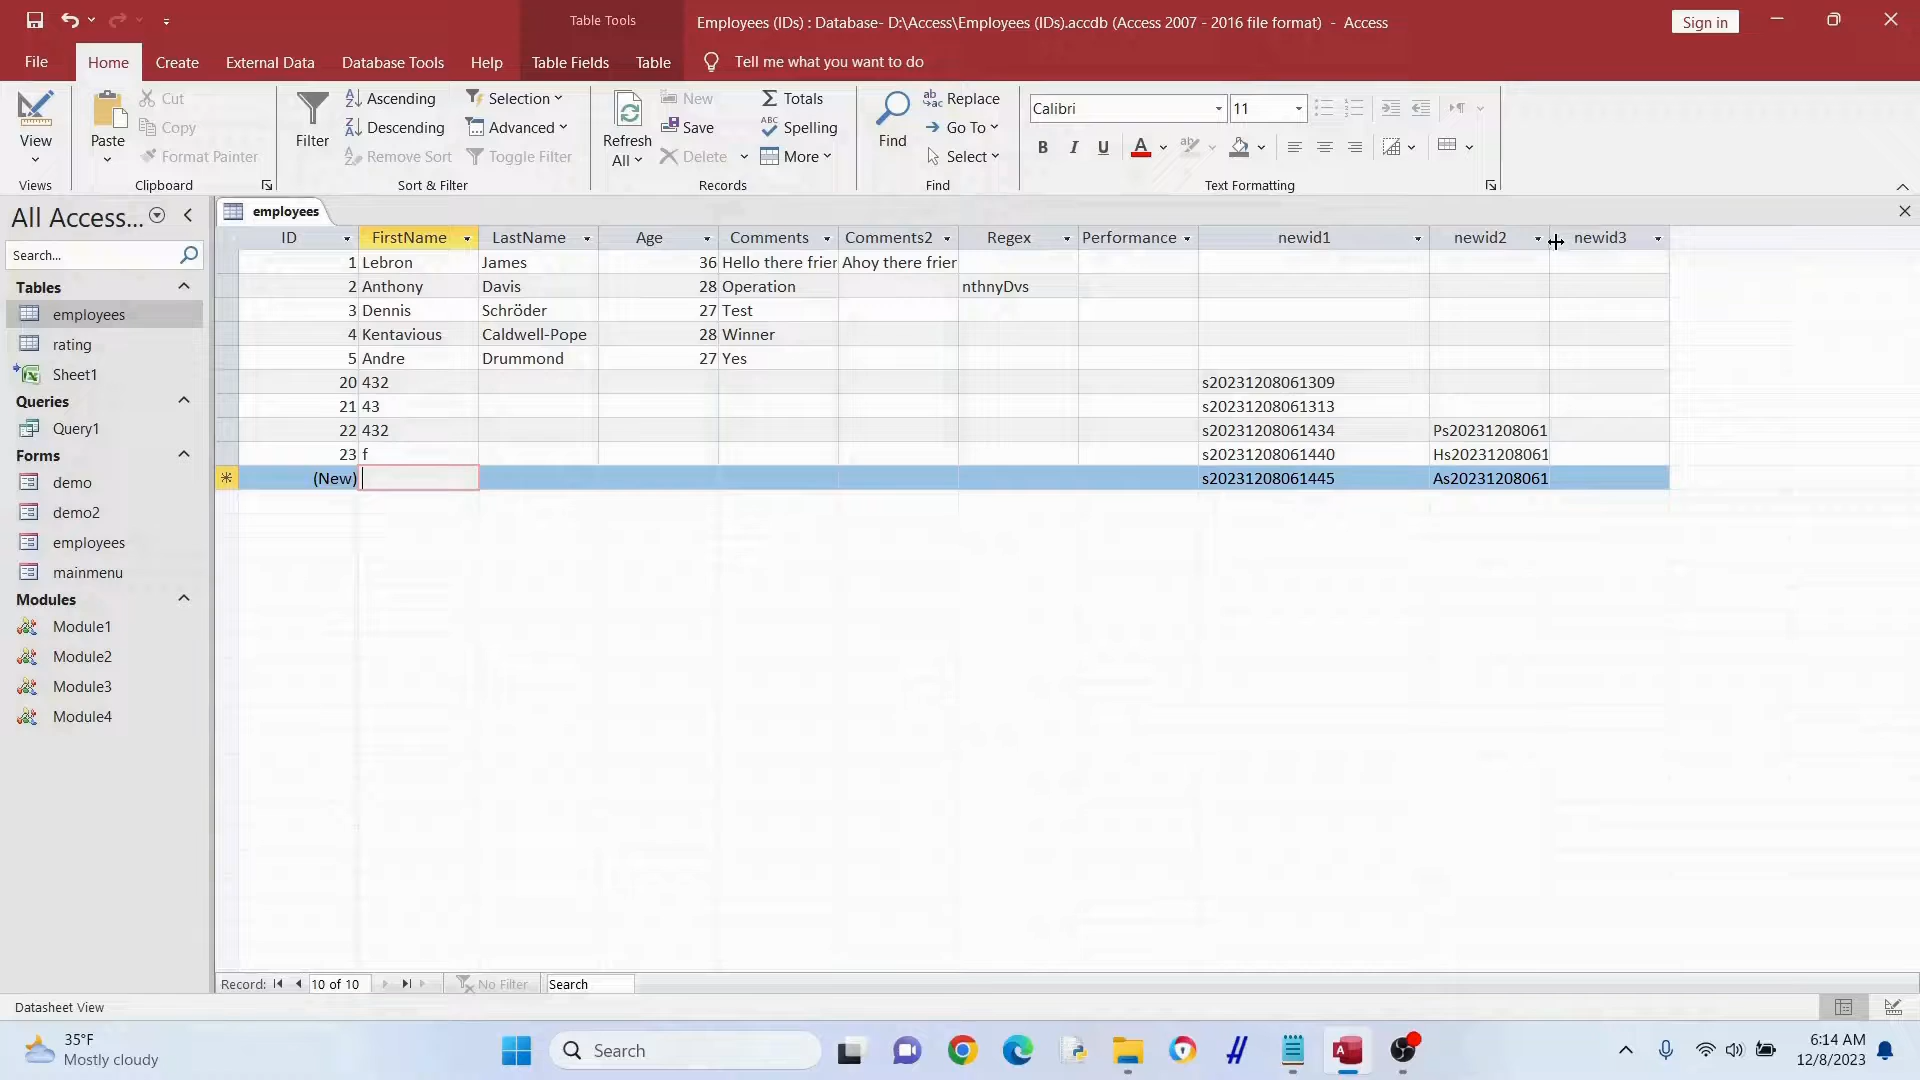 Table Tools
Employees (IDs) : Database- D:\Access\Employees (IDs).accdb (Access 2007 - 2016 file format) - Access
Sign in
File Home Create External Data Database Tools Help Table Fields Table Tell me what you want to do
View
Views
Paste
Cut
Copy
Format Painter
Clipboard
Filter
Ascending
Descending
Remove Sort
Selection
Advanced
Toggle Filter
Sort & Filter
Refresh
All
New
Save
Delete
Totals
Spelling
More
Records
Find
Replace
Go To
Select
Find
Calibri 11
B I U A
Text Formatting
All Access...
Search...
Tables
employees
rating
Sheet1
Queries
Query1
Forms
demo
demo2
employees
mainmenu
Modules
Module1
Module2
Module3
Module4
employees
ID FirstName LastName Age Comments Comments2 Regex Performance newid1 newid2 newid3
1 Lebron James 36 Hello there frier Ahoy there frier
2 Anthony Davis 28 Operation nthnyDvs
3 Dennis Schröder 27 Test
4 Kentavious Caldwell-Pope 28 Winner
5 Andre Drummond 27 Yes
20 432 s20231208061309
21 43 s20231208061313
22 432 s20231208061434 Ps20231208061
23 f s20231208061440 Hs20231208061
(New) s20231208061445 As20231208061
Record: 10 of 10 No Filter Search
Datasheet View
35°F
Mostly cloudy
Search
6:14 AM
12/8/2023